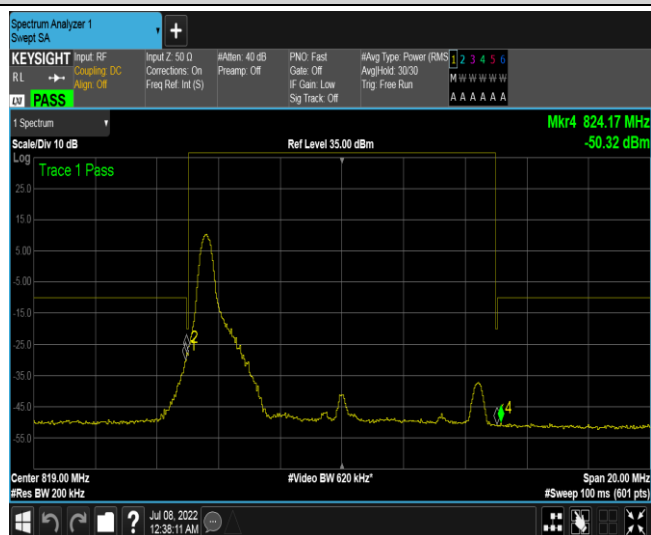 Spectrum Analyzer 1
Swept SA
+
KEYSIGHT
RL
LXI PASS
Input: RF
Coupling: DC
Align: Off
Input Z: 50 Ω
Corrections: On
Freq Ref: Int (S)
#Atten: 40 dB
Preamp: Off
PNO: Fast
Gate: Off
IF Gain: Low
Sig Track: Off
#Avg Type: Power (RMS
Avg|Hold: 30/30
Trig: Free Run
1 2 3 4 5 6
M W W W W W
A A A A A A
1 Spectrum
Scale/Div 10 dB
Ref Level 35.00 dBm
Mkr4 824.17 MHz
-50.32 dBm
Log
Trace 1 Pass
25.0
15.0
5.00
-5.00
-15.0
-25.0
-35.0
-45.0
-55.0
2
4
Center 819.00 MHz
#Video BW 620 kHz*
Span 20.00 MHz
#Res BW 200 kHz
#Sweep 100 ms (601 pts)
?
Jul 08, 2022
12:38:11 AM